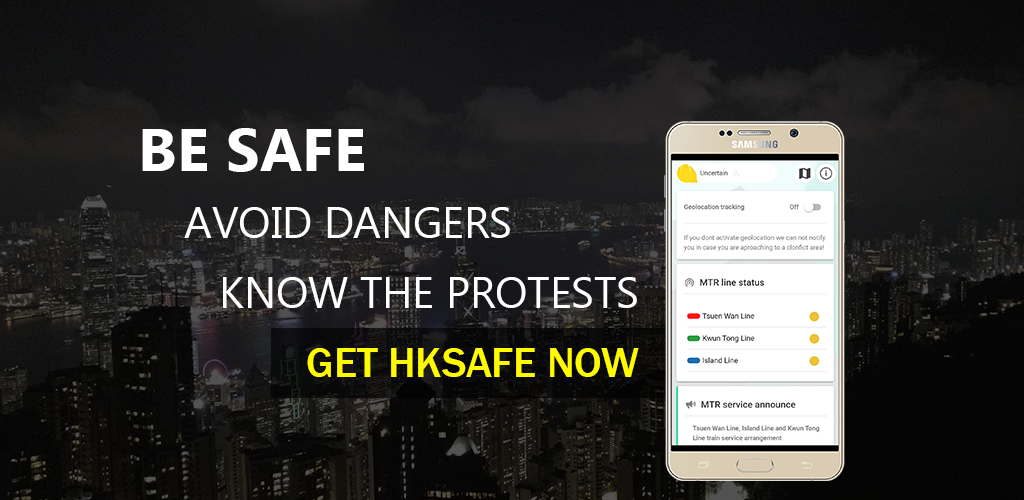 BE SAFE
AVOID DANGERS
KNOW THE PROTESTS
GET HKSAFE NOW
SAMSUNG
Uncertain
Geolocation tracking Off
If you dont activate geolocation we can not notify
you in case you are aproaching to a clonfict area!
MTR line status
Tsuen Wan Line
Kwun Tong Line
Island Line
MTR service announce
Tsuen Wan Line, Island Line and Kwun Tong
Line train service arrangement